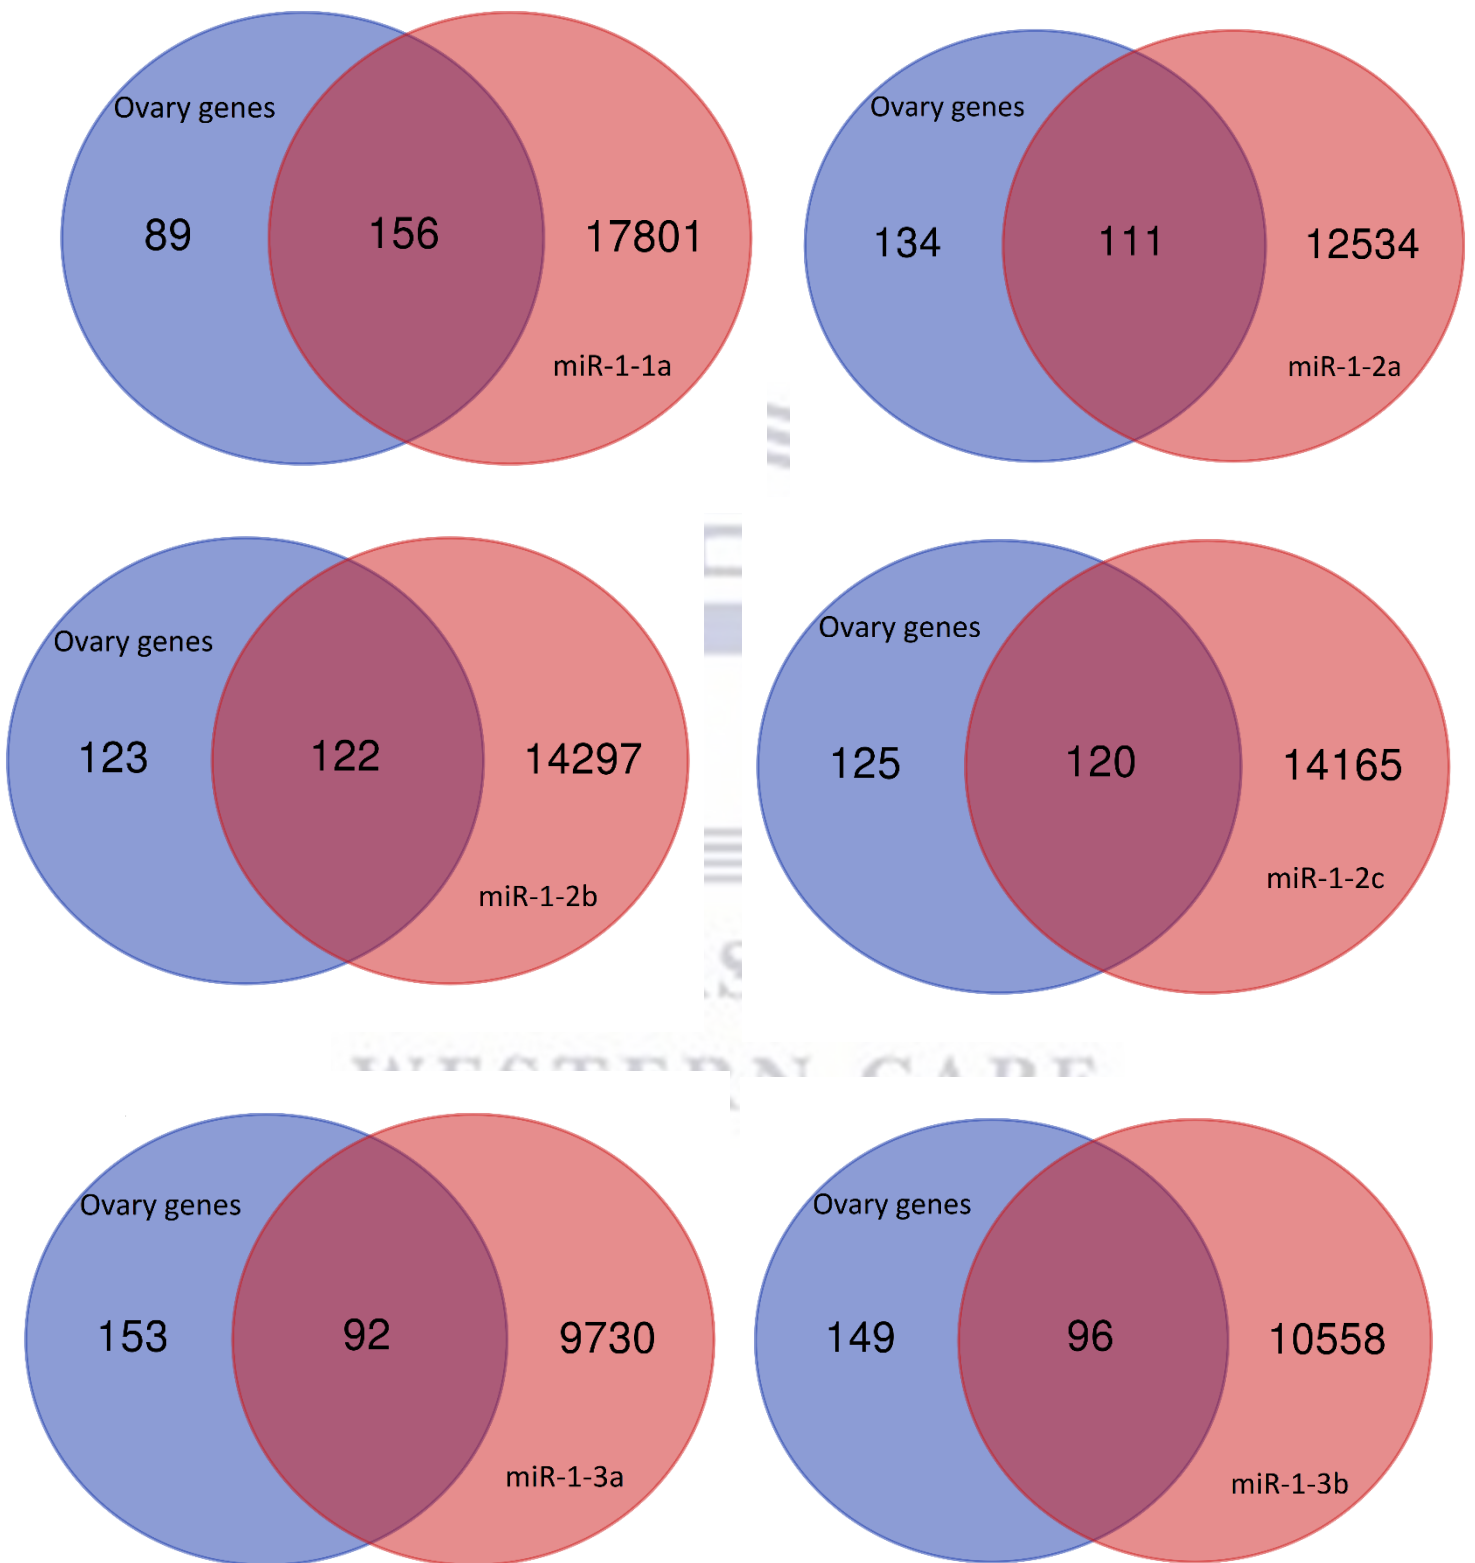 Ovary genes
89
156
17801
miR-1-1a
Ovary genes
134
111
12534
miR-1-2a
Ovary genes
123
122
14297
miR-1-2b
Ovary genes
125
120
14165
miR-1-2c
WESTERN CAPE
Ovary genes
153
92
9730
miR-1-3a
Ovary genes
149
96
10558
miR-1-3b